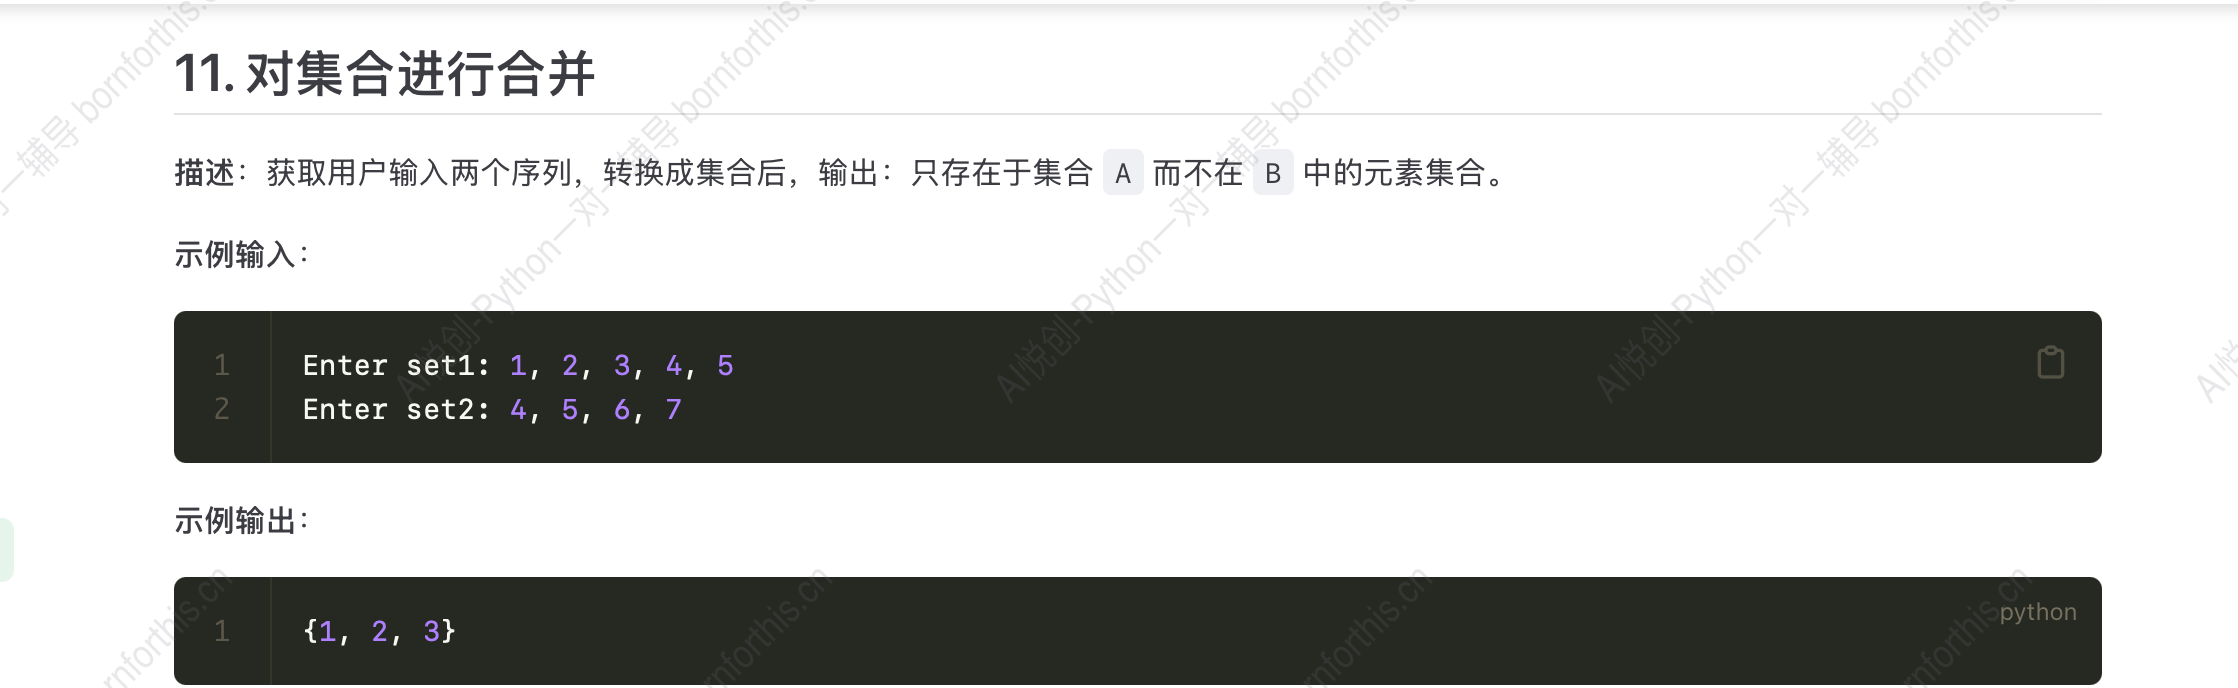 11. 对集合进行合并
描述：获取用户输入两个序列，转换成集合后，输出：只存在于集合 A 而不在 B 中的元素集合。
示例输入：
1 Enter set1: 1, 2, 3, 4, 5
2 Enter set2: 4, 5, 6, 7
示例输出：
python
1 {1, 2, 3}
AI悦创-Python一对一辅导 bornforthis.cn